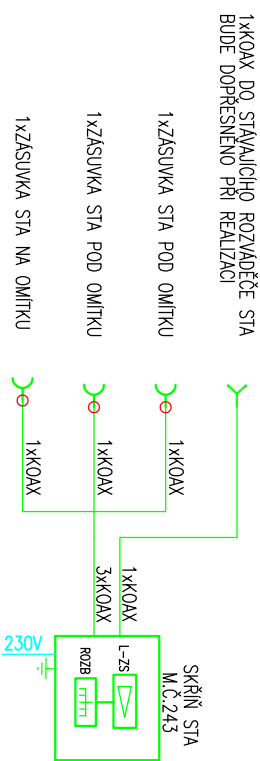 1xKOAX DO STÁVAJÍCÍHO ROZVÁDĚČE STA
BUDE DOPŘESNĚNO PŘI REALIZACI
1xZÁSUVKA STA POD OMÍTKU
1xZÁSUVKA STA POD OMÍTKU
1xZÁSUVKA STA NA OMÍTKU
1xKOAX
1xKOAX
1xKOAX
1xKOAX
3xKOAX
SKŘÍŇ STA
M.Č.243
L-ZS
ROZB
230V